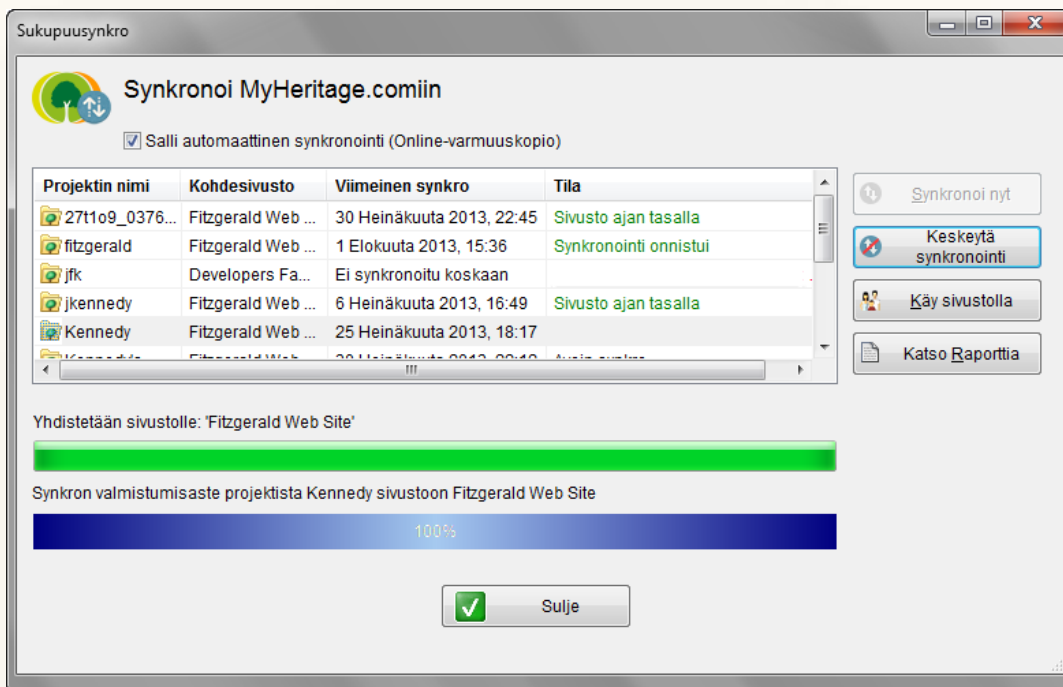 Sukupuusynkro
Synkronoi MyHeritage.comiin
Salli automaattinen synkronointi (Online-varmuuskopio)
Projektin nimi Kohdesivusto Viimeinen synkro Tila
27t1o9_0376... Fitzgerald Web ... 30 Heinäkuuta 2013, 22:45 Sivusto ajan tasalla
fitzgerald Fitzgerald Web ... 1 Elokuuta 2013, 15:36 Synkronointi onnistui
jfk Developers Fa... Ei synkronoitu koskaan
jkennedy Fitzgerald Web ... 6 Heinäkuuta 2013, 16:49 Sivusto ajan tasalla
Kennedy Fitzgerald Web ... 25 Heinäkuuta 2013, 18:17
Synkronoi nyt
Keskeytä
synkronointi
Käy sivustolla
Katso Raporttia
Yhdistetään sivustolle: 'Fitzgerald Web Site'
Synkron valmistumisaste projektista Kennedy sivustoon Fitzgerald Web Site
100%
Sulje